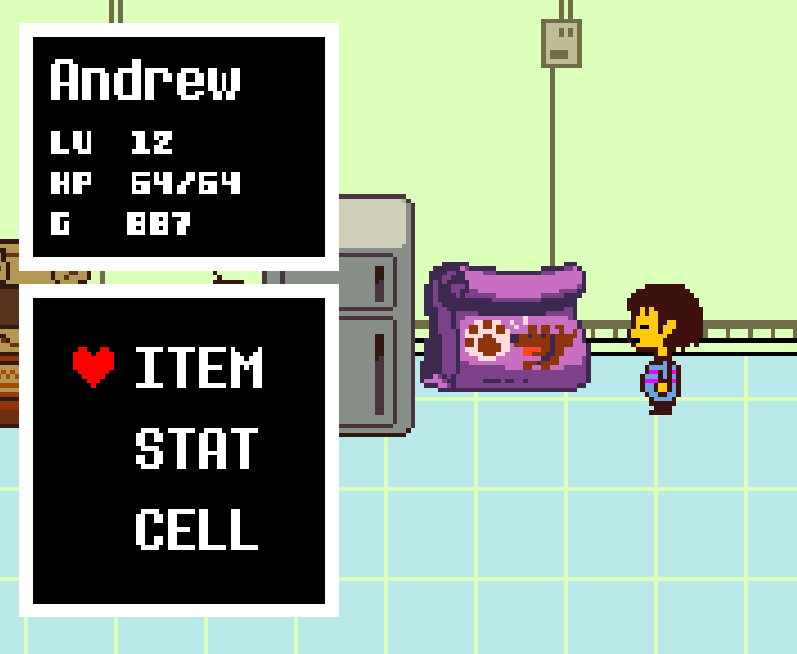 Andrew
LV 12
HP 64/64
G 887
ITEM
STAT
CELL